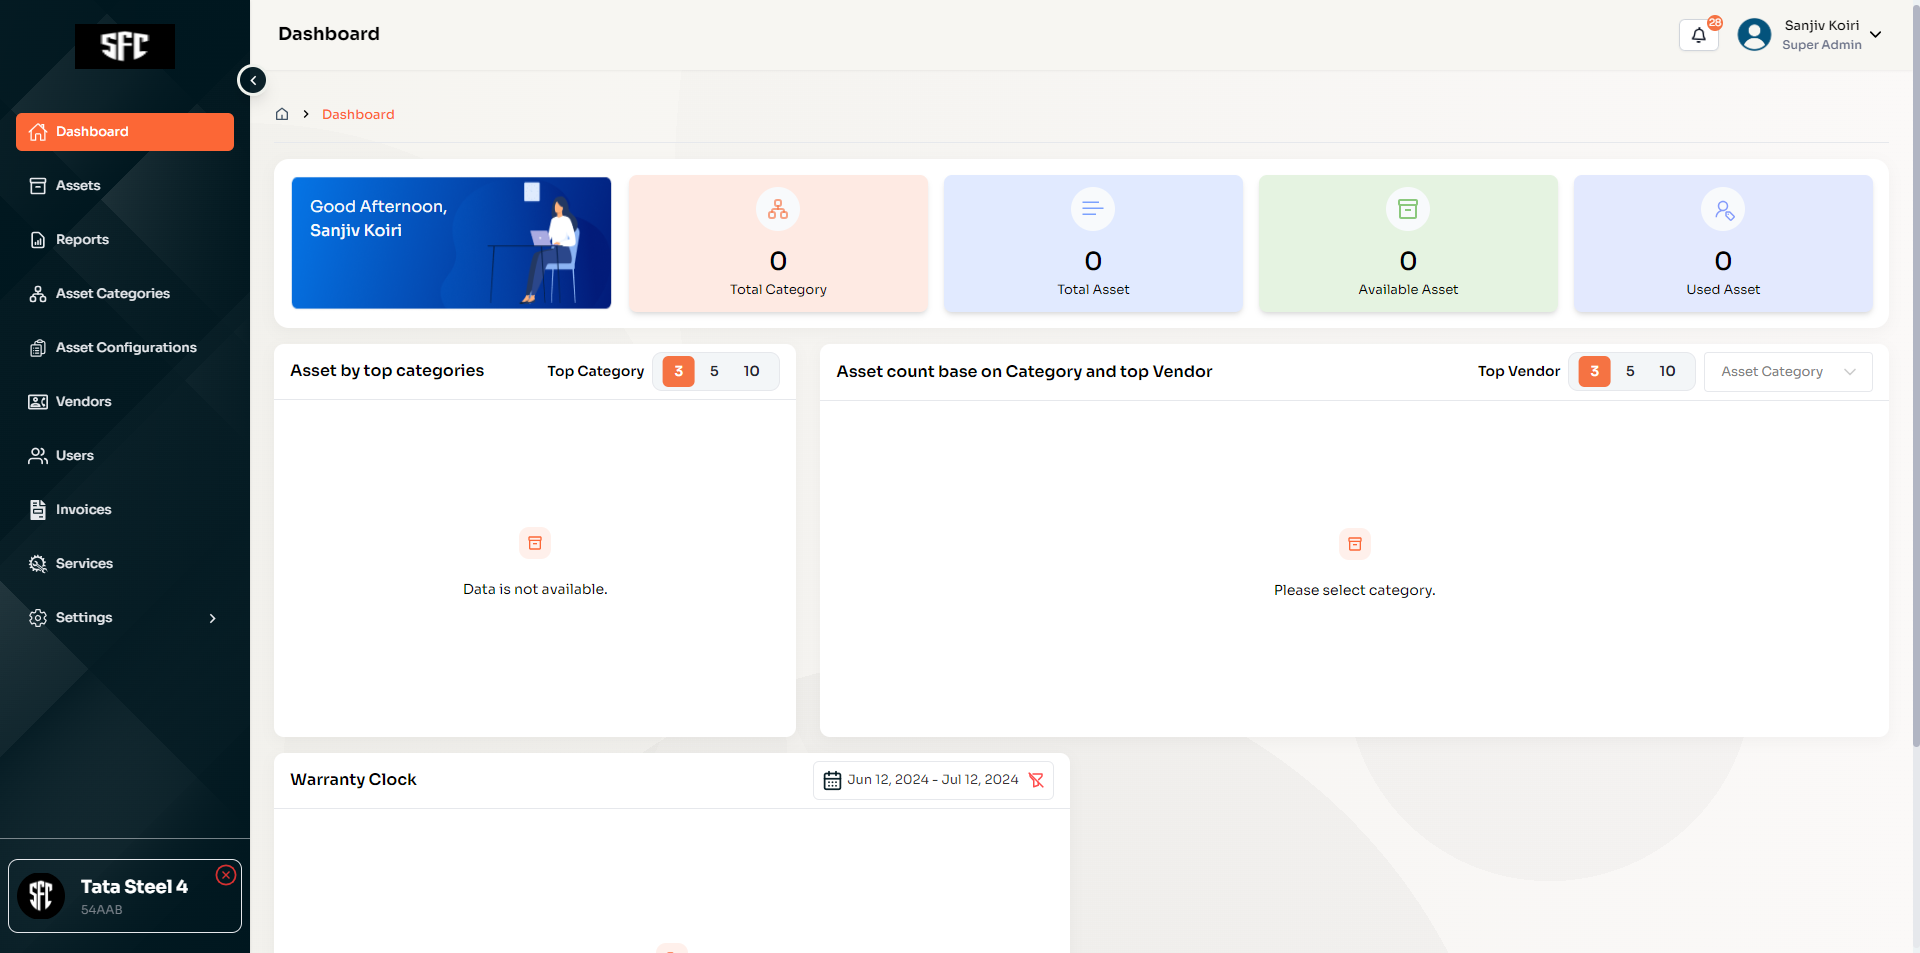 SFC
Dashboard
28
Sanjiv Koiri
Super Admin
Dashboard
Dashboard
Assets
Reports
Asset Categories
Asset Configurations
Vendors
Users
Invoices
Services
Settings
SFC
Tata Steel 4
54AAB
Good Afternoon,
Sanjiv Koiri
0
Total Category
0
Total Asset
0
Available Asset
0
Used Asset
Asset by top categories
Top Category 3 5 10
Data is not available.
Asset count base on Category and top Vendor
Top Vendor 3 5 10
Asset Category
Please select category.
Warranty Clock
Jun 12, 2024 - Jul 12, 2024